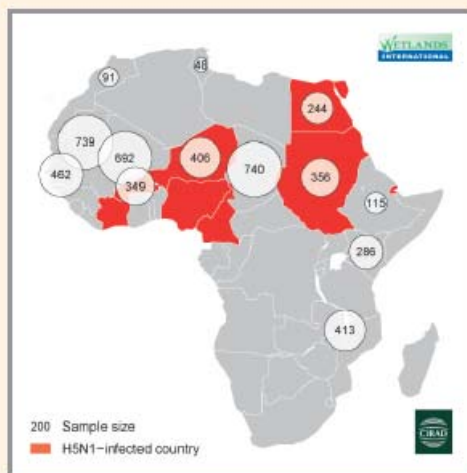 WETLANDS
INTERNATIONAL
48
91
244
739
692
406
740
462
349
356
115
286
413
200 Sample size
H5N1-infected country
CIRAD